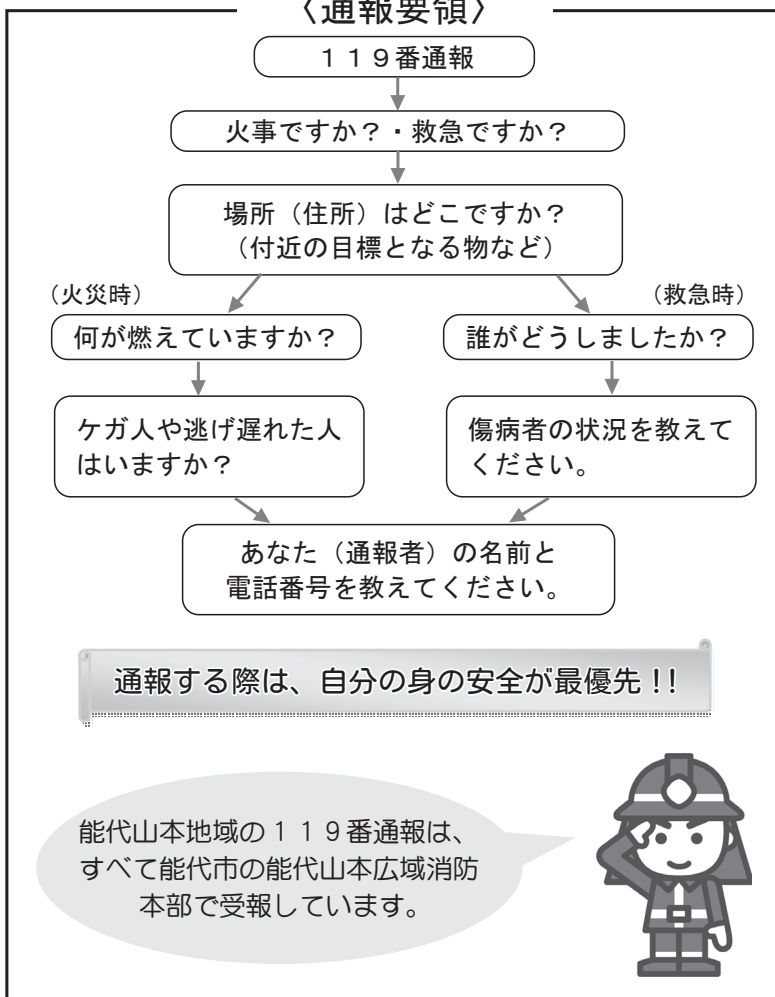 〈通報要領〉
１１９番通報
火事ですか？・救急ですか？
場所（住所）はどこですか？
（付近の目標となる物など）
（火災時）
何が燃えていますか？
ケガ人や逃げ遅れた人
はいますか？
（救急時）
誰がどうしましたか？
傷病者の状況を教えて
ください。
あなた（通報者）の名前と
電話番号を教えてください。
通報する際は、自分の身の安全が最優先！！
能代山本地域の１１９番通報は、
すべて能代市の能代山本広域消防
本部で受報しています。